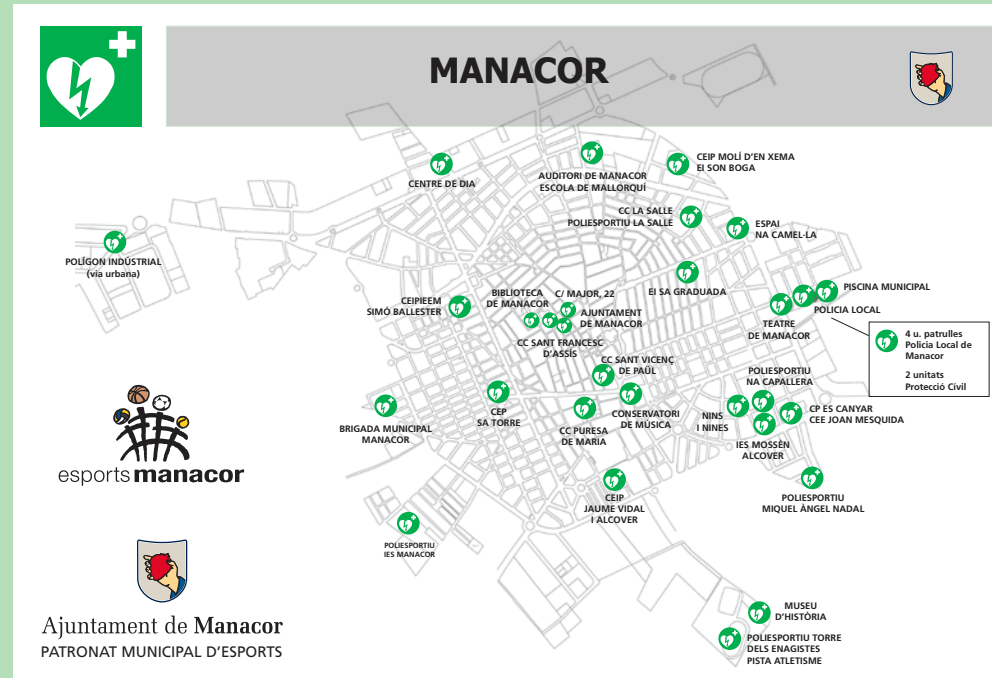 MANACOR
CENTRE DE DIA
AUDITORI DE MANACOR
ESCOLA DE MALLORQUÍ
CEIP MOLÍ D'EN XEMA
EI SON BOGA
CC LA SALLE
POLIESPORTIU LA SALLE
ESPAI
NA CAMEL·LA
POLÍGON INDÚSTRIAL
(via urbana)
CEIPIEEM
SIMÓ BALLESTER
BIBLIOTECA
DE MANACOR
C/ MAJOR, 22
AJUNTAMENT
DE MANACOR
CC SANT FRANCESC
D'ASSÍS
EI SA GRADUADA
PISCINA MUNICIPAL
POLICIA LOCAL
TEATRE
DE MANACOR
4 u. patrulles
Policia Local de
Manacor
2 unitats
Protecció Civil
CC SANT VICENÇ
DE PAÜL
POLIESPORTIU
NA CAPALLERA
BRIGADA MUNICIPAL
MANACOR
CEP
SA TORRE
CC PURESA
DE MARIA
CONSERVATORI
DE MÚSICA
NINS
I NINES
CP ES CANYAR
CEE JOAN MESQUIDA
IES MOSSÈN
ALCOVER
esportsmanacor
CEIP
JAUME VIDAL
I ALCOVER
POLIESPORTIU
MIQUEL ÀNGEL NADAL
POLIESPORTIU
IES MANACOR
MUSEU
D'HISTÒRIA
POLIESPORTIU TORRE
DELS ENAGISTES
PISTA ATLETISME
Ajuntament de Manacor
PATRONAT MUNICIPAL D'ESPORTS